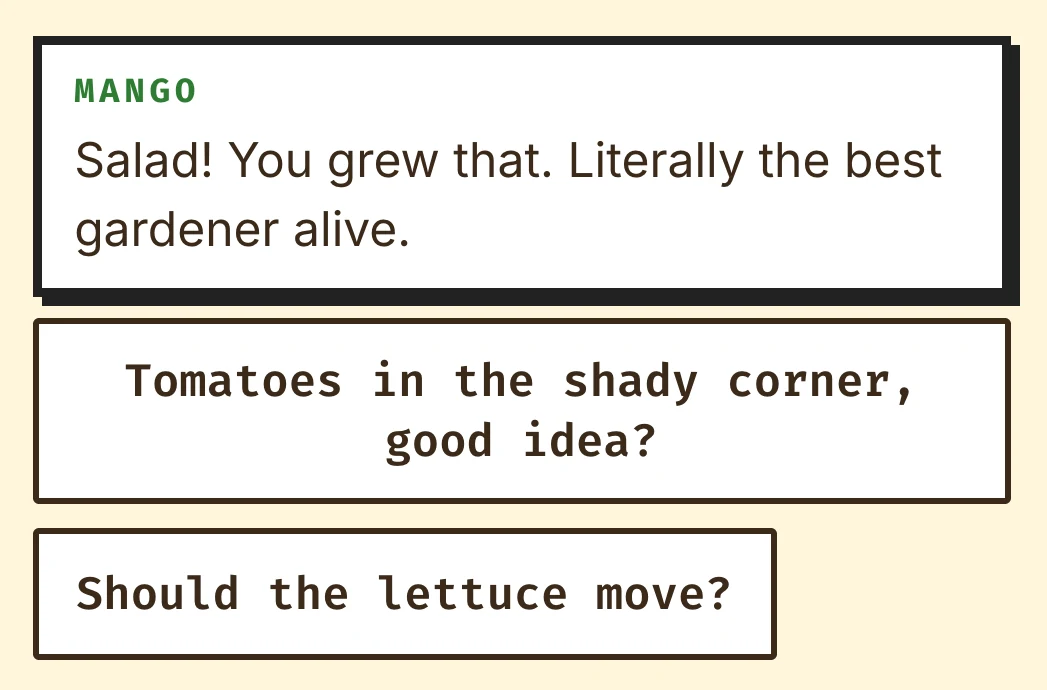 MANGO
Salad! You grew that. Literally the best
gardener alive.
Tomatoes in the shady corner,
good idea?
Should the lettuce move?